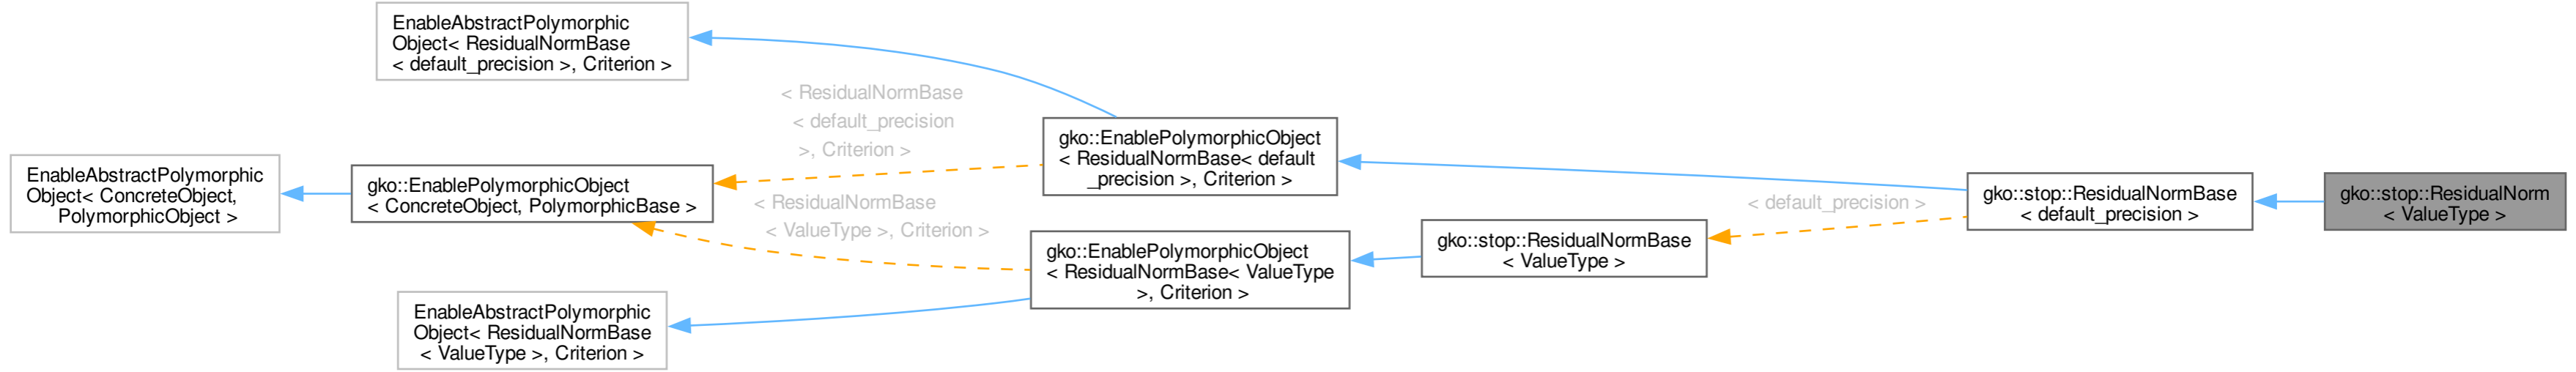 EnableAbstractPolymorphic
Object< ResidualNormBase
< default_precision >, Criterion >
< ResidualNormBase
< default_precision
>, Criterion >
gko::EnablePolymorphicObject
< ResidualNormBase< default
_precision >, Criterion >
EnableAbstractPolymorphic
Object< ConcreteObject,
PolymorphicObject >
gko::EnablePolymorphicObject
< ConcreteObject, PolymorphicBase >
< ResidualNormBase
< ValueType >, Criterion >
gko::EnablePolymorphicObject
< ResidualNormBase< ValueType
>, Criterion >
gko::stop::ResidualNormBase
< ValueType >
< default_precision >
gko::stop::ResidualNormBase
< default_precision >
gko::stop::ResidualNorm
< ValueType >
EnableAbstractPolymorphic
Object< ResidualNormBase
< ValueType >, Criterion >